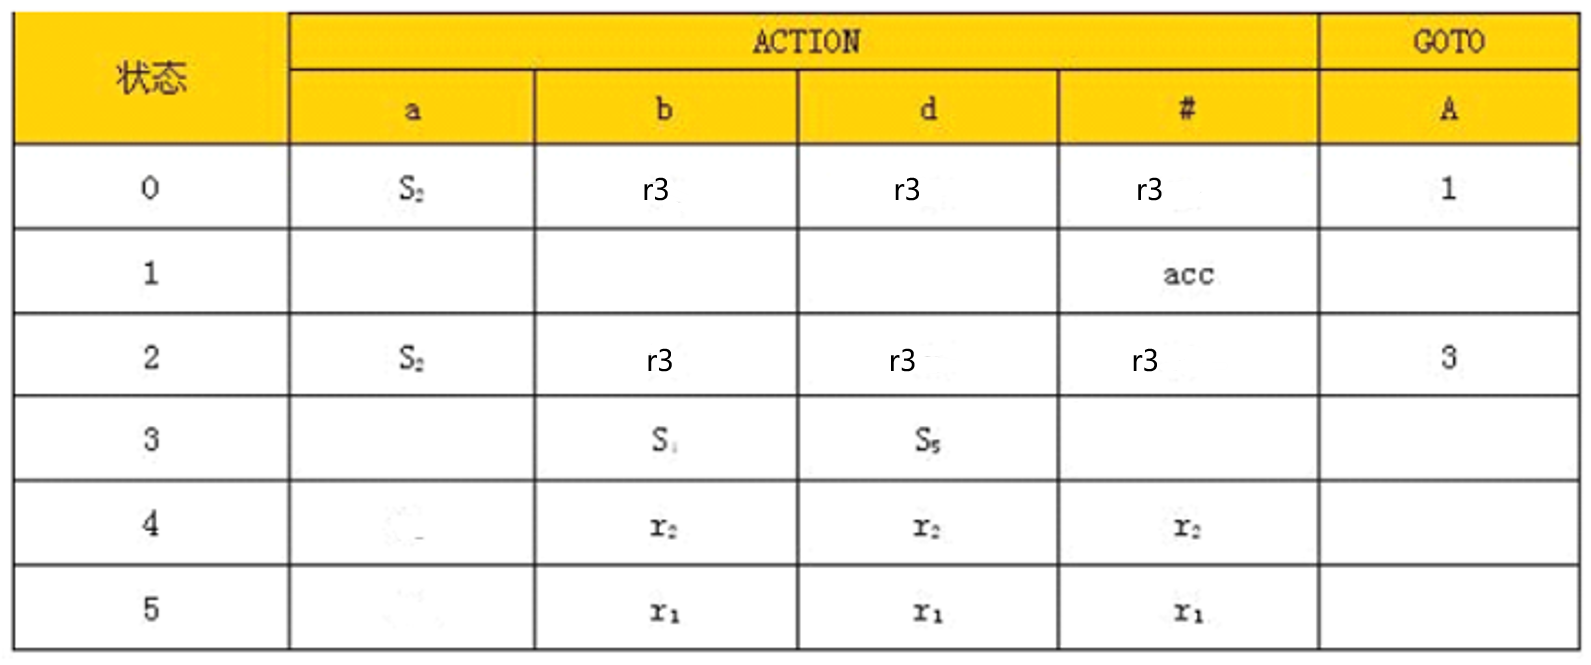 状态 ACTION GOTO
a b d # A
0 S₂ r3 r3 r3 1
1 acc
2 S₂ r3 r3 r3 3
3 S S₅
4 r₂ r₂ r₂
5 r₁ r₁ r₁